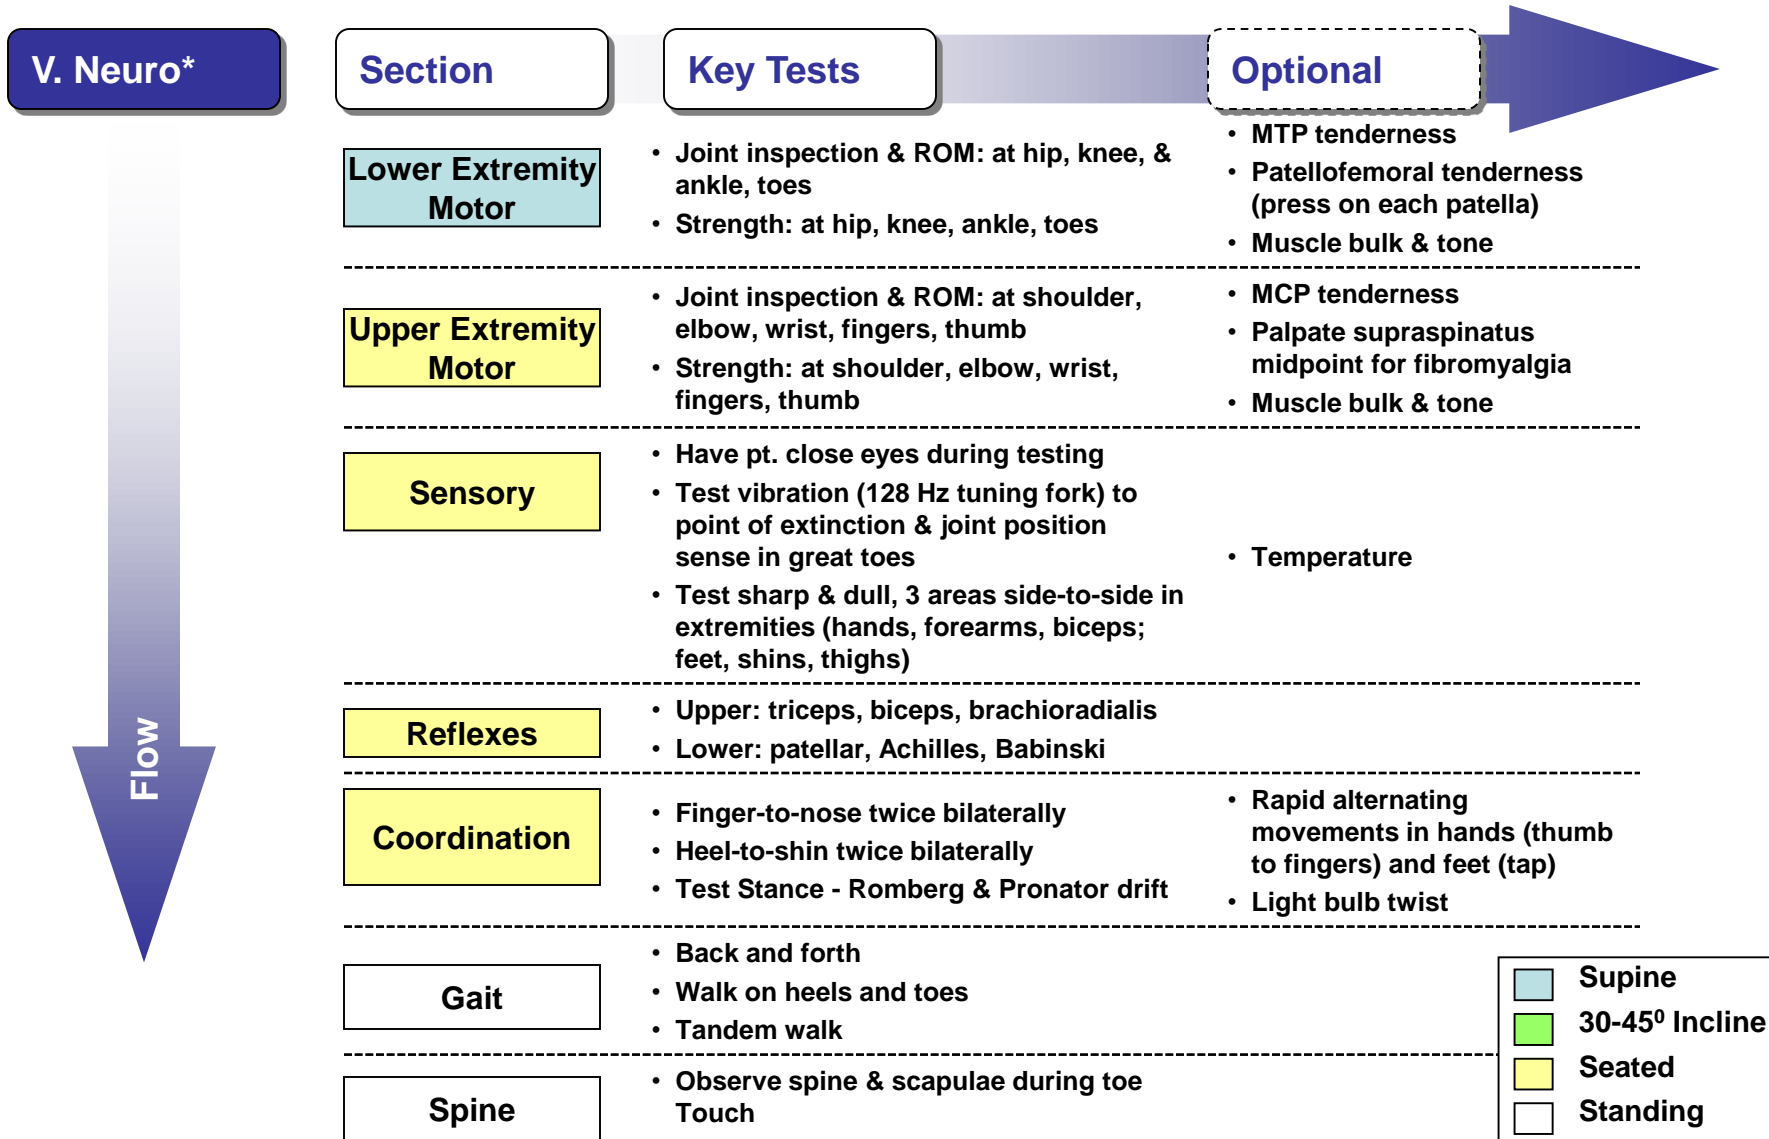 V. Neuro*
Section
Key Tests
Optional
Lower Extremity
Motor
• Joint inspection & ROM: at hip, knee, &
ankle, toes
• Strength: at hip, knee, ankle, toes
• MTP tenderness
• Patellofemoral tenderness
(press on each patella)
• Muscle bulk & tone
Upper Extremity
Motor
• Joint inspection & ROM: at shoulder,
elbow, wrist, fingers, thumb
• Strength: at shoulder, elbow, wrist,
fingers, thumb
• MCP tenderness
• Palpate supraspinatus
midpoint for fibromyalgia
• Muscle bulk & tone
Sensory
• Have pt. close eyes during testing
• Test vibration (128 Hz tuning fork) to
point of extinction & joint position
sense in great toes
• Test sharp & dull, 3 areas side-to-side in
extremities (hands, forearms, biceps;
feet, shins, thighs)
• Temperature
Reflexes
• Upper: triceps, biceps, brachioradialis
• Lower: patellar, Achilles, Babinski
Flow
Coordination
• Finger-to-nose twice bilaterally
• Heel-to-shin twice bilaterally
• Test Stance - Romberg & Pronator drift
• Rapid alternating
movements in hands (thumb
to fingers) and feet (tap)
• Light bulb twist
Gait
• Back and forth
• Walk on heels and toes
• Tandem walk
Spine
• Observe spine & scapulae during toe
Touch
Supine
30-45⁰ Incline
Seated
Standing